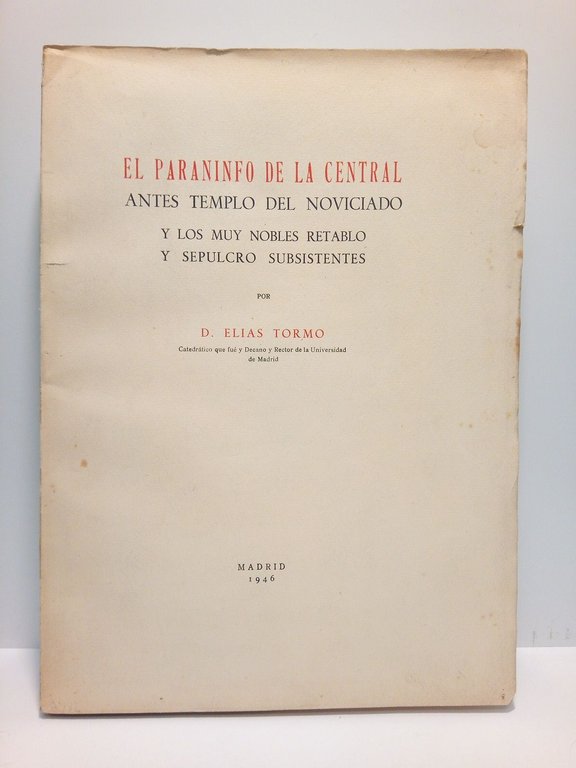 EL PARANINFO DE LA CENTRAL
ANTES TEMPLO DEL NOVICIADO
Y LOS MUY NOBLES RETABLO
Y SEPULCRO SUBSISTENTES
POR
D. ELIAS TORMO
Catedrático que fué y Decano y Rector de la Universidad
de Madrid
MADRID
1946